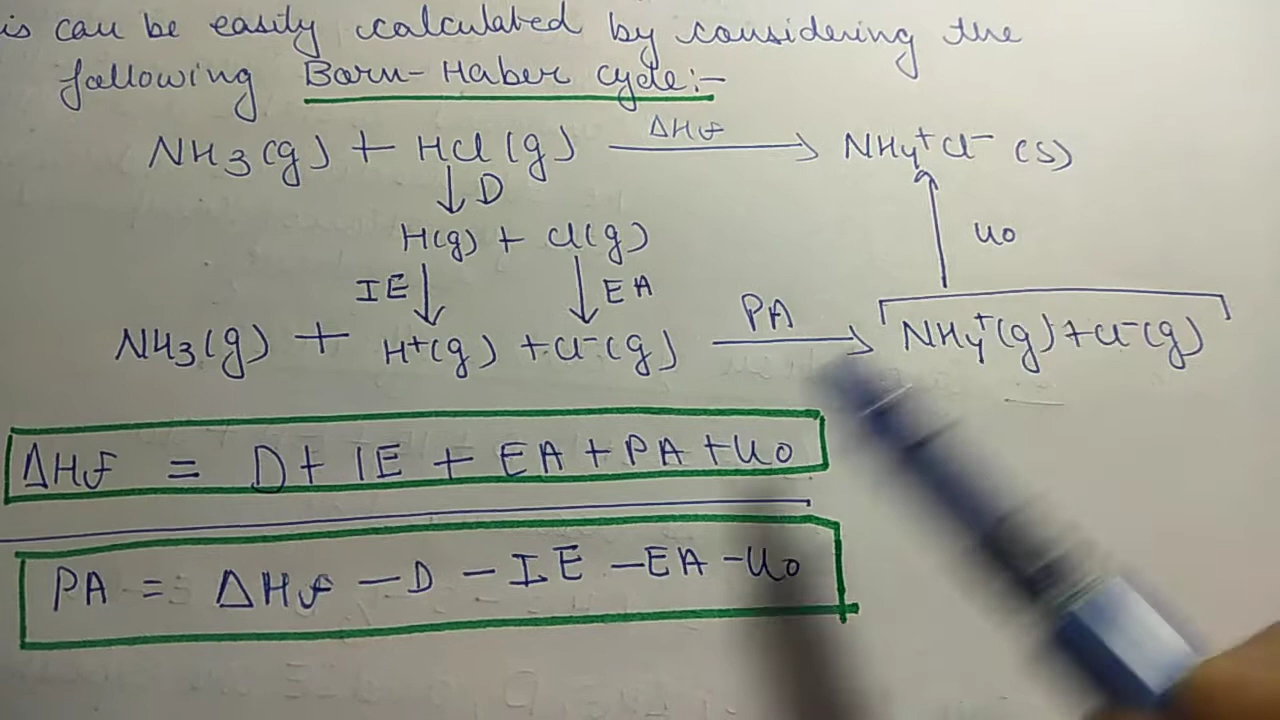 is can be easily calculated by considering the
following Born-Haber cycle:-
NH3(g) + HCl(g) ΔHf NH4+Cl- (s)
↓ D
H(g) + Cl(g) U0
IE ↓ ↓ EA
NH3(g) + H+(g) + Cl-(g) PA → [NH4+(g) + Cl-(g)]
ΔHf = D + IE + EA + PA + U0
PA = ΔHf - D - IE - EA - U0